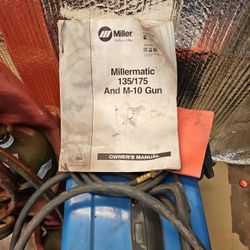 Miller
Millermatic
135/175
And M-10 Gun
OWNER'S MANUAL